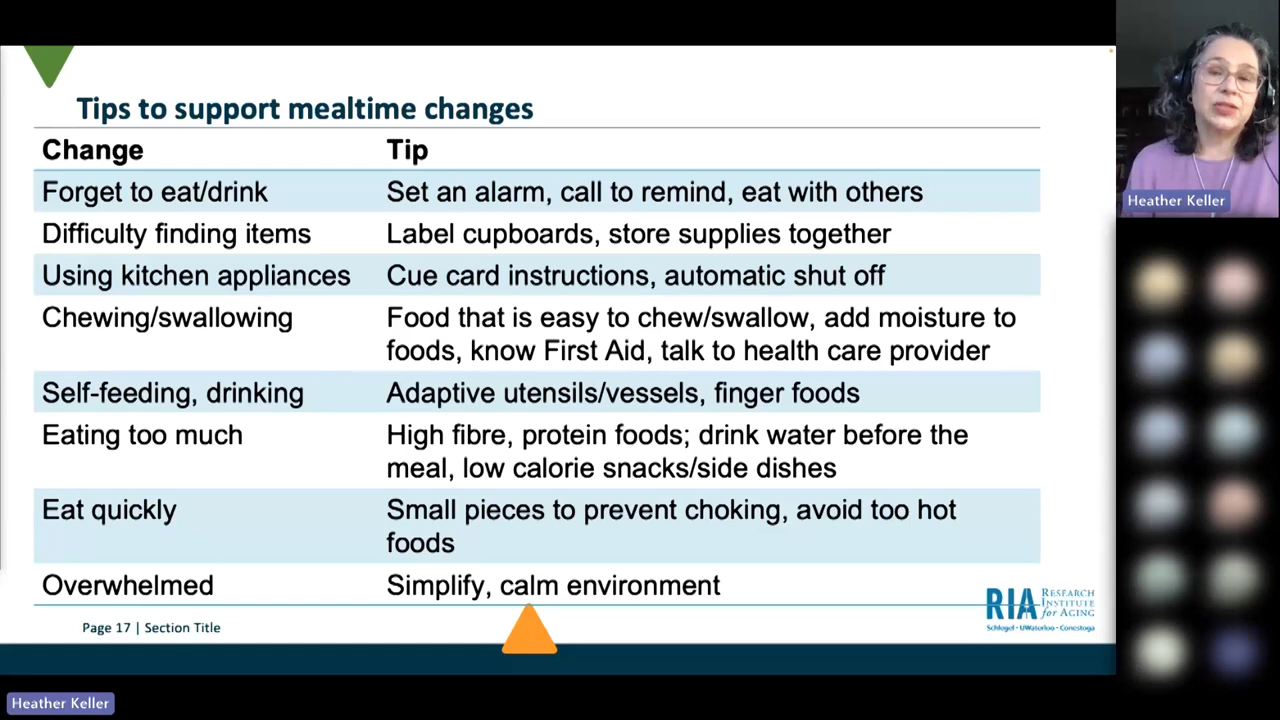 Tips to support mealtime changes
Change Tip
Forget to eat/drink Set an alarm, call to remind, eat with others
Difficulty finding items Label cupboards, store supplies together
Using kitchen appliances Cue card instructions, automatic shut off
Chewing/swallowing Food that is easy to chew/swallow, add moisture to
foods, know First Aid, talk to health care provider
Self-feeding, drinking Adaptive utensils/vessels, finger foods
Eating too much High fibre, protein foods; drink water before the
meal, low calorie snacks/side dishes
Eat quickly Small pieces to prevent choking, avoid too hot
foods
Overwhelmed Simplify, calm environment
RIA RESEARCH
INSTITUTE
for AGING
Schlegel • UWaterloo • Conestoga
Page 17 | Section Title
Heather Keller
Heather Keller